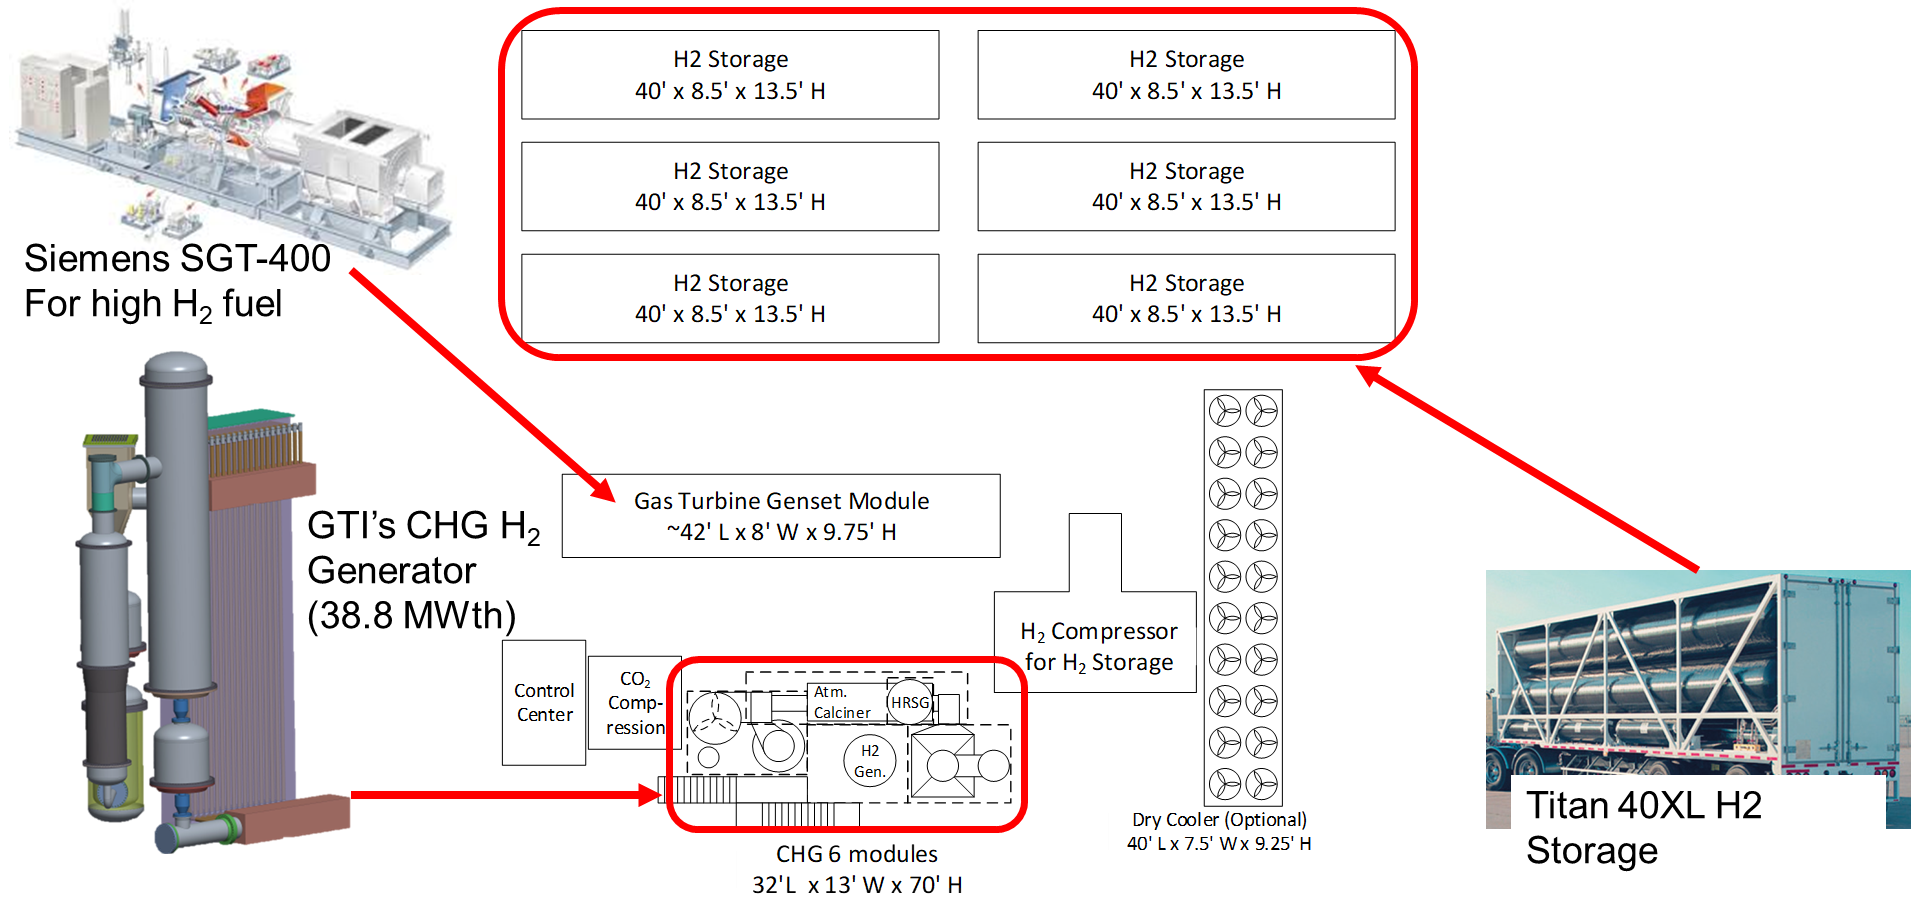 H2 Storage
40' x 8.5' x 13.5' H
H2 Storage
40' x 8.5' x 13.5' H
H2 Storage
40' x 8.5' x 13.5' H
H2 Storage
40' x 8.5' x 13.5' H
H2 Storage
40' x 8.5' x 13.5' H
H2 Storage
40' x 8.5' x 13.5' H
Siemens SGT-400
For high H₂ fuel
Gas Turbine Genset Module
~42' L x 8' W x 9.75' H
GTI’s CHG H₂
Generator
(38.8 MWth)
H₂ Compressor
for H₂ Storage
Control
Center
CO₂
Comp-
ression
Atm.
Calciner
HRSG
H2
Gen.
CHG 6 modules
32'L x 13' W x 70' H
Dry Cooler (Optional)
40' L x 7.5' W x 9.25' H
Titan 40XL H2
Storage